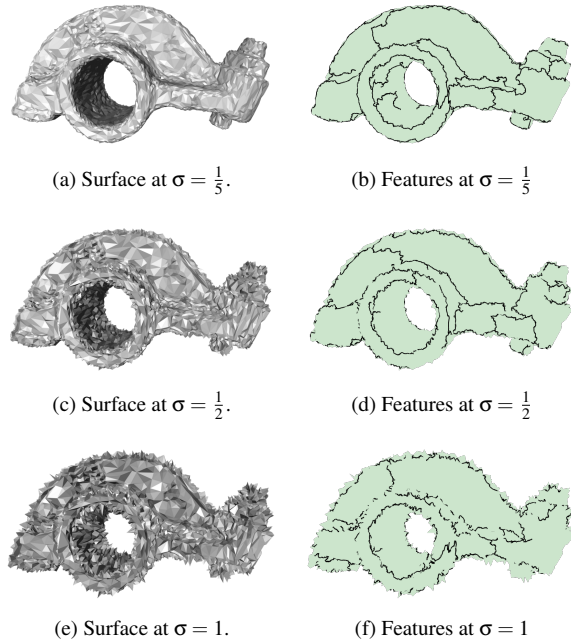 (a) Surface at σ = 1/5.
(b) Features at σ = 1/5
(c) Surface at σ = 1/2.
(d) Features at σ = 1/2
(e) Surface at σ = 1.
(f) Features at σ = 1